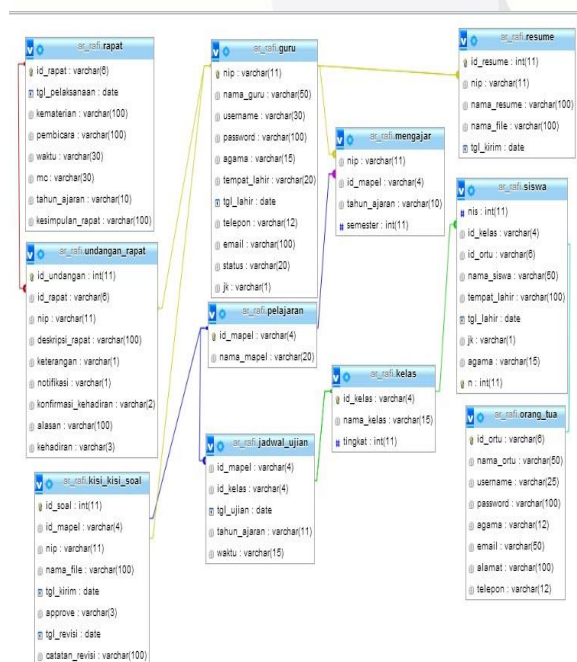 ar_rafi.rapat
id_rapat : varchar(6)
tgl_pelaksanaan : date
kematerian : varchar(100)
pembicara : varchar(100)
waktu : varchar(30)
mc : varchar(30)
tahun_ajaran : varchar(10)
kesimpulan_rapat : varchar(100)
ar_rafi.undangan_rapat
id_undangan : int(11)
id_rapat : varchar(6)
nip : varchar(11)
deskripsi_rapat : varchar(100)
keterangan : varchar(1)
notifikasi : varchar(1)
konfirmasi_kehadiran : varchar(2)
alasan : varchar(100)
kehadiran : varchar(3)
ar_rafi.kisi_kisi_soal
id_soal : int(11)
id_mapel : varchar(4)
nip : varchar(11)
nama_file : varchar(100)
tgl_kirim : date
approve : varchar(3)
tgl_revisi : date
catatan_revisi : varchar(100)
ar_rafi.guru
nip : varchar(11)
nama_guru : varchar(50)
username : varchar(30)
password : varchar(100)
agama : varchar(15)
tempat_lahir : varchar(20)
tgl_lahir : date
telepon : varchar(12)
email : varchar(100)
status : varchar(20)
jk : varchar(1)
ar_rafi.pelajaran
id_mapel : varchar(4)
nama_mapel : varchar(20)
ar_rafi.jadwal_ujian
id_mapel : varchar(4)
id_kelas : varchar(4)
tgl_ujian : date
tahun_ajaran : varchar(11)
waktu : varchar(15)
ar_rafi.mengajar
nip : varchar(11)
id_mapel : varchar(4)
tahun_ajaran : varchar(10)
semester : int(11)
ar_rafi.kelas
id_kelas : varchar(4)
nama_kelas : varchar(15)
tingkat : int(11)
ar_rafi.resume
id_resume : int(11)
nip : varchar(11)
nama_resume : varchar(100)
nama_file : varchar(100)
tgl_kirim : date
ar_rafi.siswa
nis : int(11)
id_kelas : varchar(4)
id_ortu : varchar(6)
nama_siswa : varchar(50)
tempat_lahir : varchar(100)
tgl_lahir : date
jk : varchar(1)
agama : varchar(15)
n : int(11)
ar_rafi.orang_tua
id_ortu : varchar(6)
nama_ortu : varchar(50)
username : varchar(25)
password : varchar(100)
agama : varchar(12)
email : varchar(50)
alamat : varchar(100)
telepon : varchar(12)